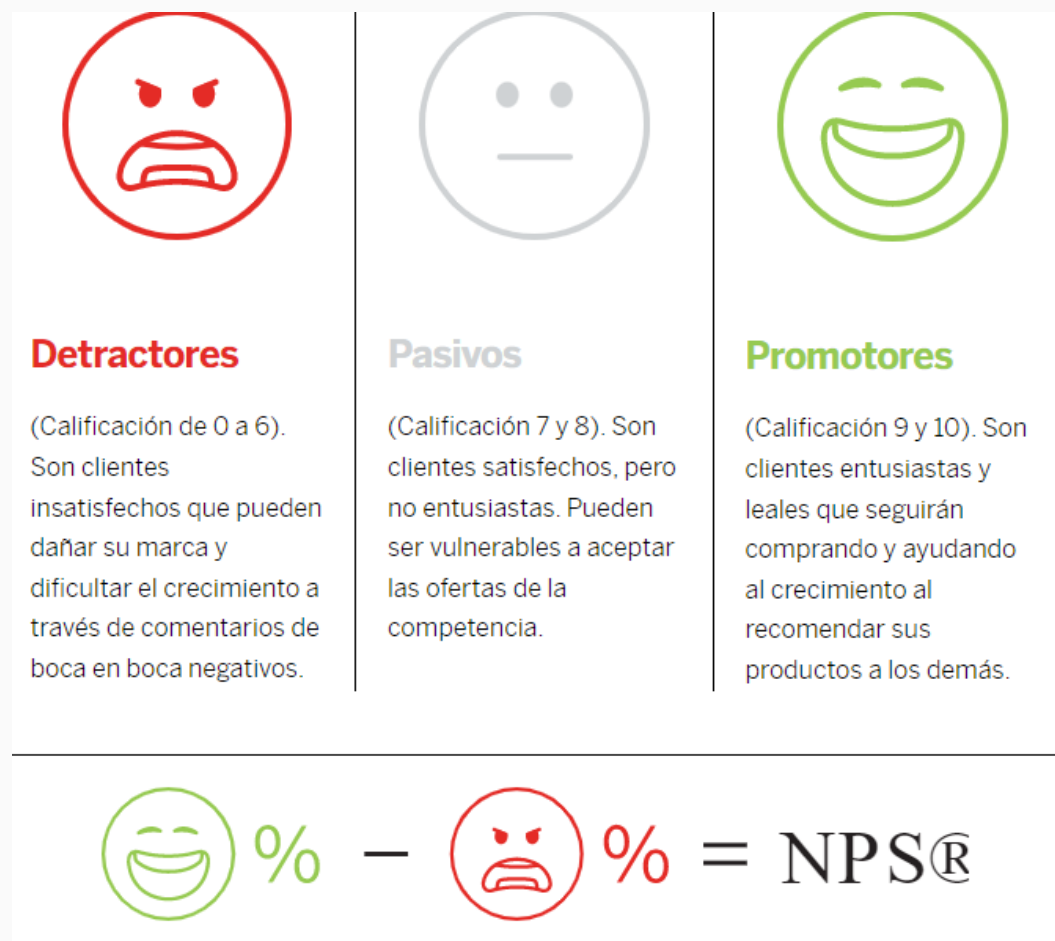 Detractores
(Calificación de 0 a 6).
Son clientes
insatisfechos que pueden
dañar su marca y
dificultar el crecimiento a
través de comentarios de
boca en boca negativos.
Pasivos
(Calificación 7 y 8). Son
clientes satisfechos, pero
no entusiastas. Pueden
ser vulnerables a aceptar
las ofertas de la
competencia.
Promotores
(Calificación 9 y 10). Son
clientes entusiastas y
leales que seguirán
comprando y ayudando
al crecimiento al
recomendar sus
productos a los demás.
% – % = NPS®